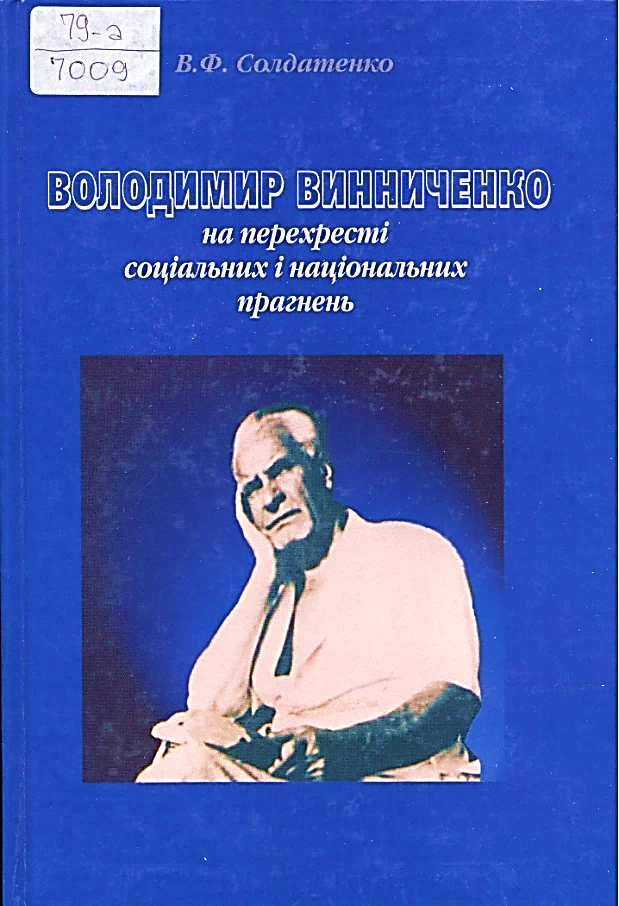 79-а
7009
В.Ф. Солдатенко
ВОЛОДИМИР ВИННИЧЕНКО
на перехресті
соціальних і національних
прагнень